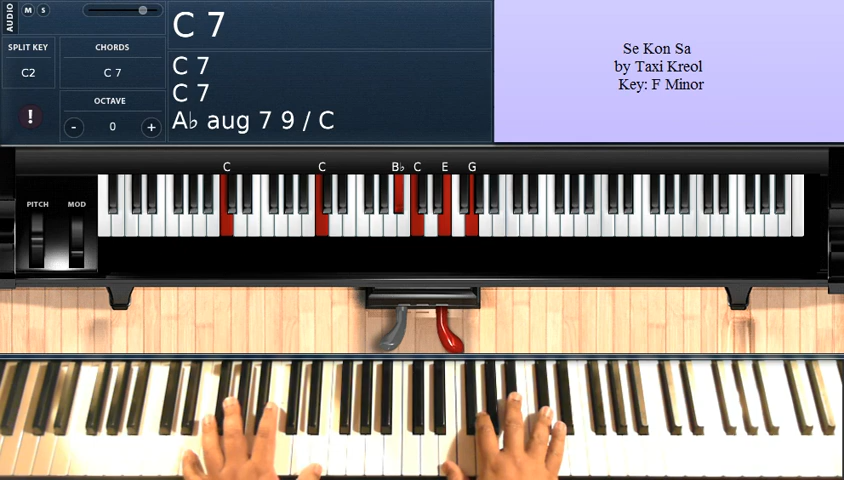 AUDIO
M S
C 7
SPLIT KEY
CHORDS
C2
C 7
C 7
C 7
OCTAVE
!
- 0 +
A♭ aug 7 9 / C
Se Kon Sa
by Taxi Kreol
Key: F Minor
C C B♭ C E G
PITCH MOD